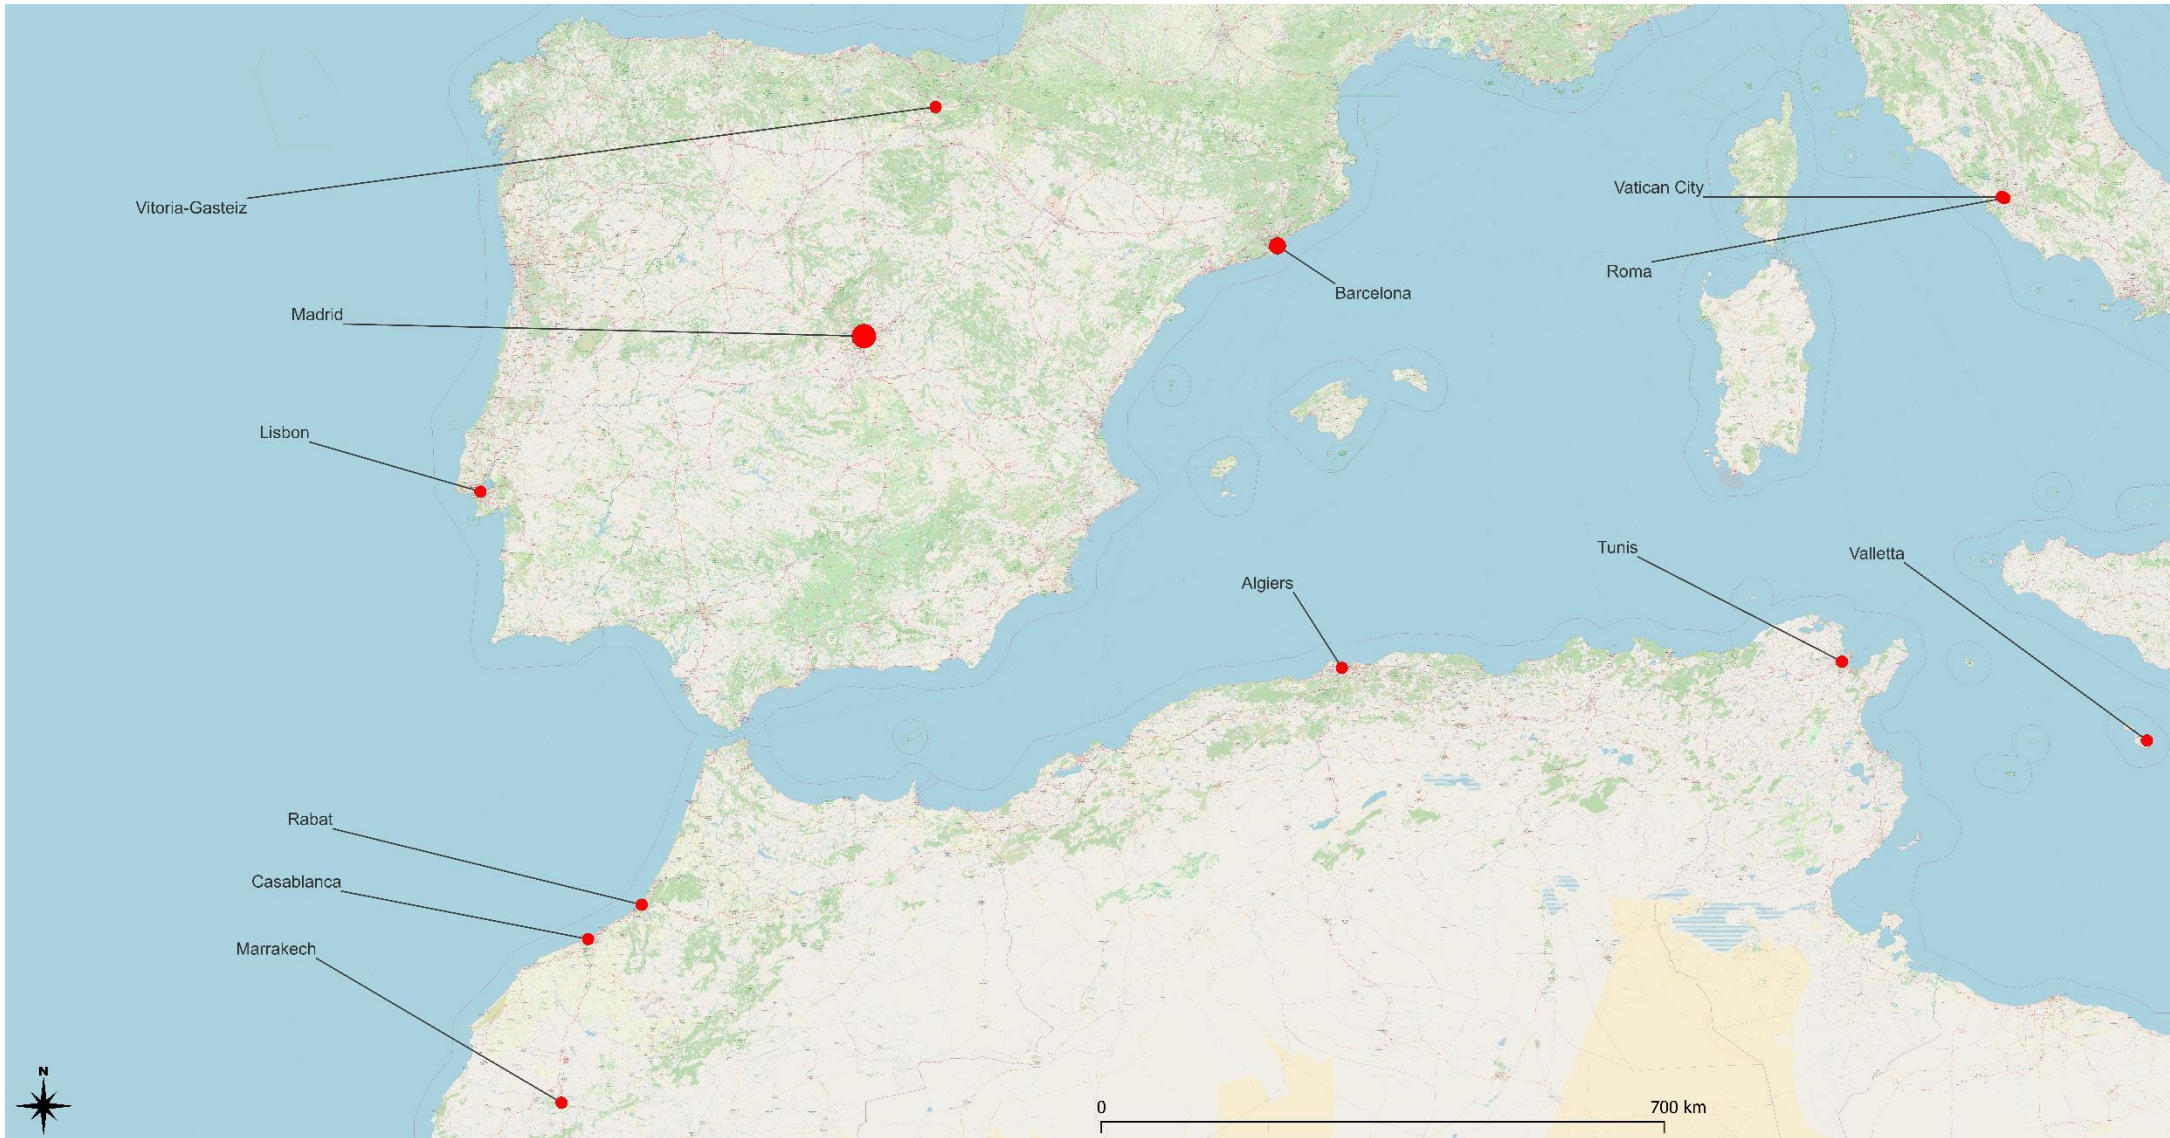 Vitoria-Gasteiz
Vatican City
Roma
Barcelona
Madrid
Lisbon
Tunis
Valletta
Algiers
Rabat
Casablanca
Marrakech
N
0
700 km